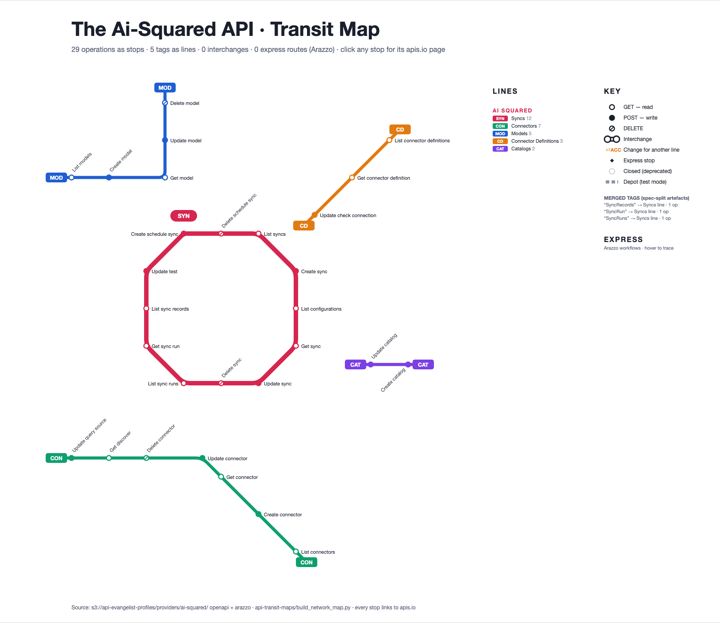 The Ai-Squared API · Transit Map
29 operations as stops · 5 tags as lines · 0 interchanges · 0 express routes (Arazzo) · click any stop for its apis.io page
MOD
Delete model
Update model
Get model
Create model
List models
MOD
CD
List connector definitions
Get connector definition
Update check connection
CD
SYN
Create schedule sync
Delete schedule sync
List syncs
Update test
Create sync
List sync records
List configurations
Get sync run
Get sync
List sync runs
Delete sync
Update sync
CAT
Update catalog
Create catalog
CAT
CON
Update query source
Get discover
Delete connector
Update connector
Get connector
Create connector
List connectors
CON
LINES
AI SQUARED
SYN Syncs 12
CON Connectors 7
MOD Models 5
CD Connector Definitions 3
CAT Catalogs 2
KEY
GET — read
POST — write
DELETE
Interchange
↔ACC Change for another line
Express stop
Closed (deprecated)
Depot (test mode)
MERGED TAGS (spec-split artefacts)
"SyncRecords" → Syncs line · 1 op
"SyncRun" → Syncs line · 1 op
"SyncRuns" → Syncs line · 1 op
EXPRESS
Arazzo workflows · hover to trace
Source: s3://api-evangelist-profiles/providers/ai-squared/ openapi + arazzo · api-transit-maps/build_network_map.py · every stop links to apis.io